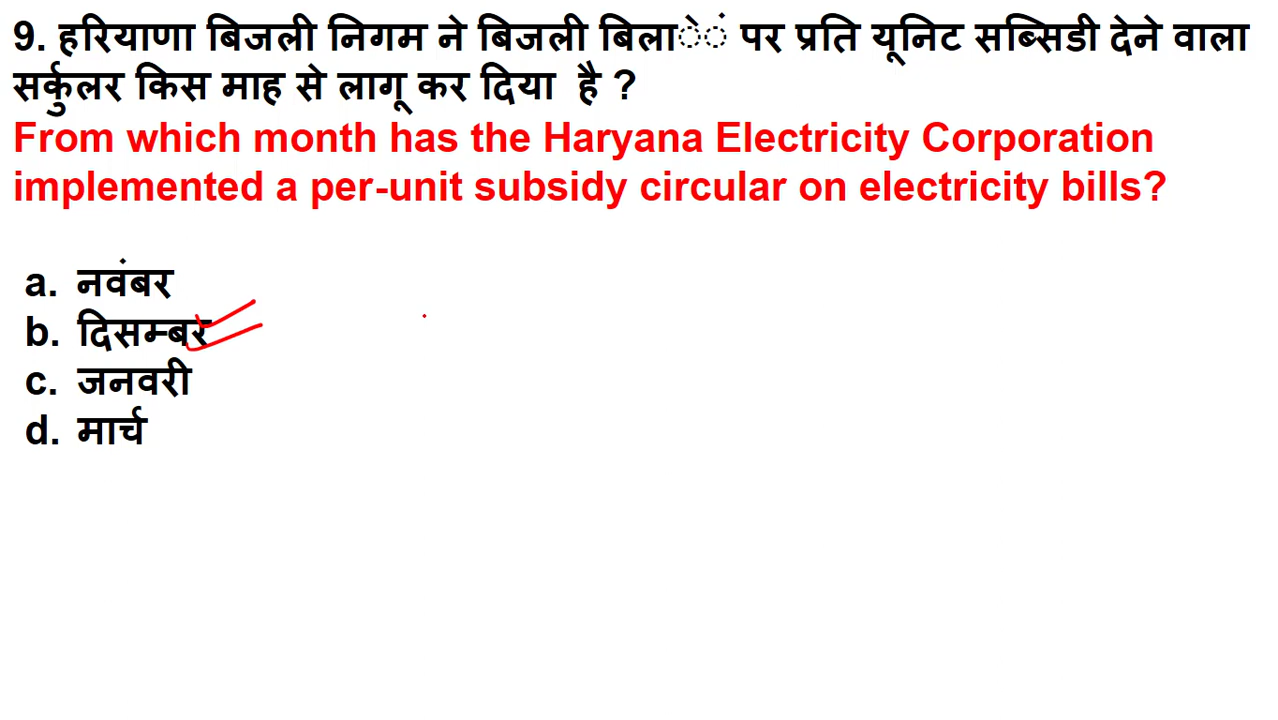 9. हरियाणा बिजली निगम ने बिजली बिलाेें पर प्रति यूनिट सब्सिडी देने वाला
सर्कुलर किस माह से लागू कर दिया है ?
From which month has the Haryana Electricity Corporation
implemented a per-unit subsidy circular on electricity bills?
a. नवंबर
b. दिसम्बर
c. जनवरी
d. मार्च